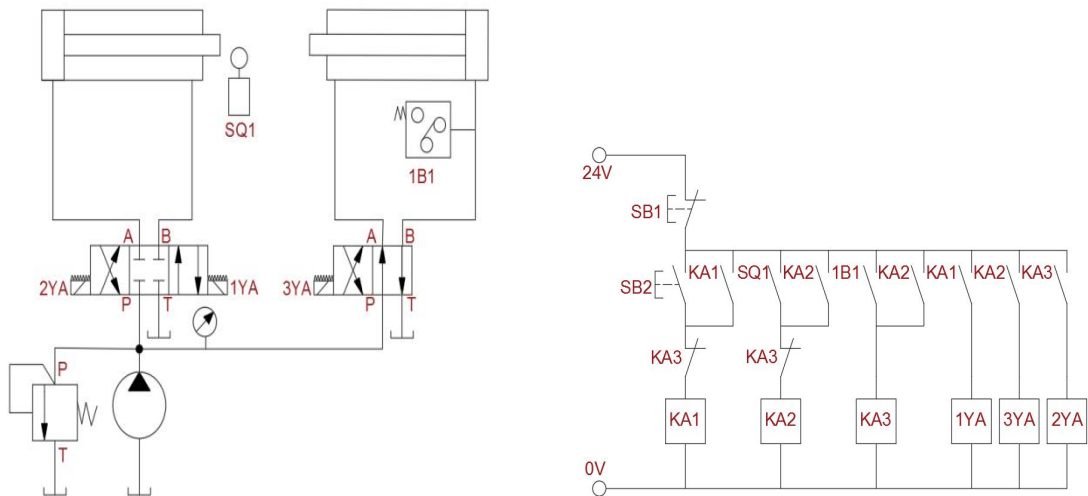 SQ1
1B1
A B
2YA 1YA
P T
A B
3YA
P T
P
T
24V
SB1
SB2 KA1 SQ1 KA2 1B1 KA2 KA1 KA2 KA3
KA3 KA3
KA1 KA2 KA3 1YA 3YA 2YA
0V